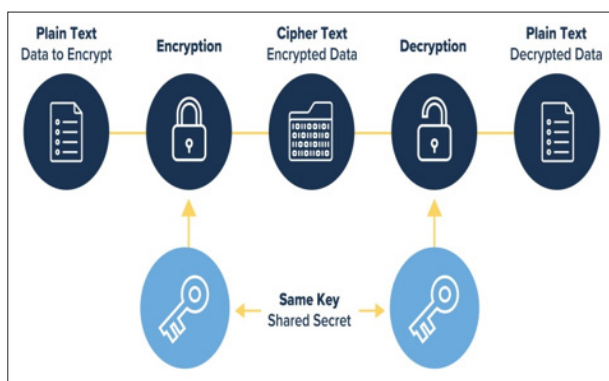 Plain Text
Data to Encrypt
Encryption
Cipher Text
Encrypted Data
Decryption
Plain Text
Decrypted Data
Same Key
Shared Secret